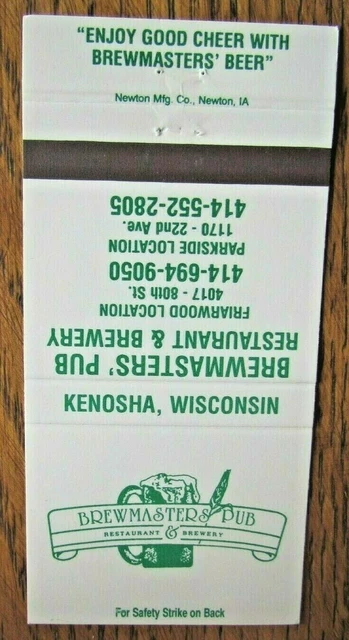 "ENJOY GOOD CHEER WITH
BREWMASTERS' BEER"
Newton Mfg. Co., Newton, IA
BREWMASTERS' PUB
RESTAURANT & BREWERY
FRIARWOOD LOCATION
4017 - 80th St.
414-694-9050
PARKSIDE LOCATION
1170 - 22nd Ave.
414-552-2805
KENOSHA, WISCONSIN
BREWMASTERS' PUB
RESTAURANT & BREWERY
For Safety Strike on Back